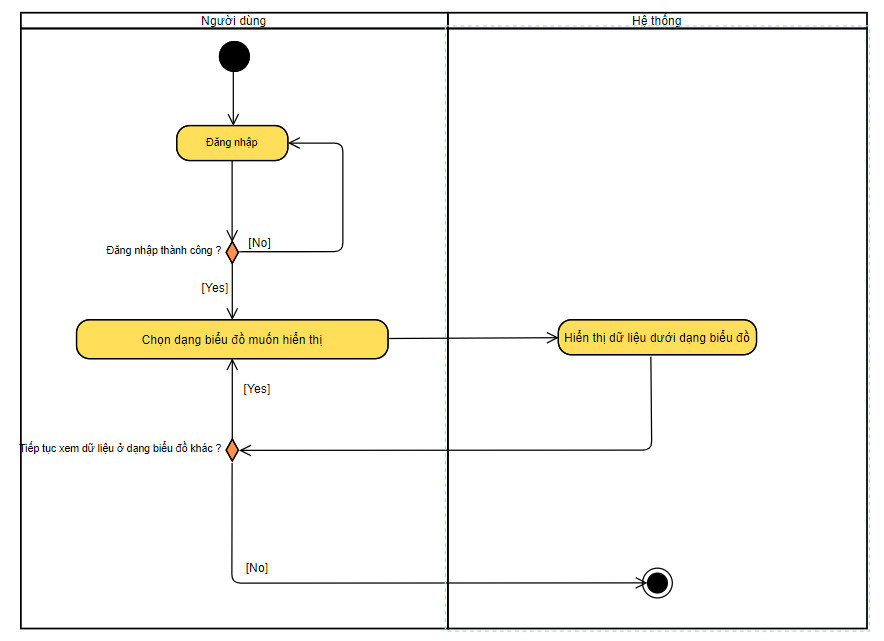 Người dùng
Hệ thống
Đăng nhập
Đăng nhập thành công ?
[No]
[Yes]
Chọn dạng biểu đồ muốn hiển thị
Hiển thị dữ liệu dưới dạng biểu đồ
[Yes]
Tiếp tục xem dữ liệu ở dạng biểu đồ khác ?
[No]